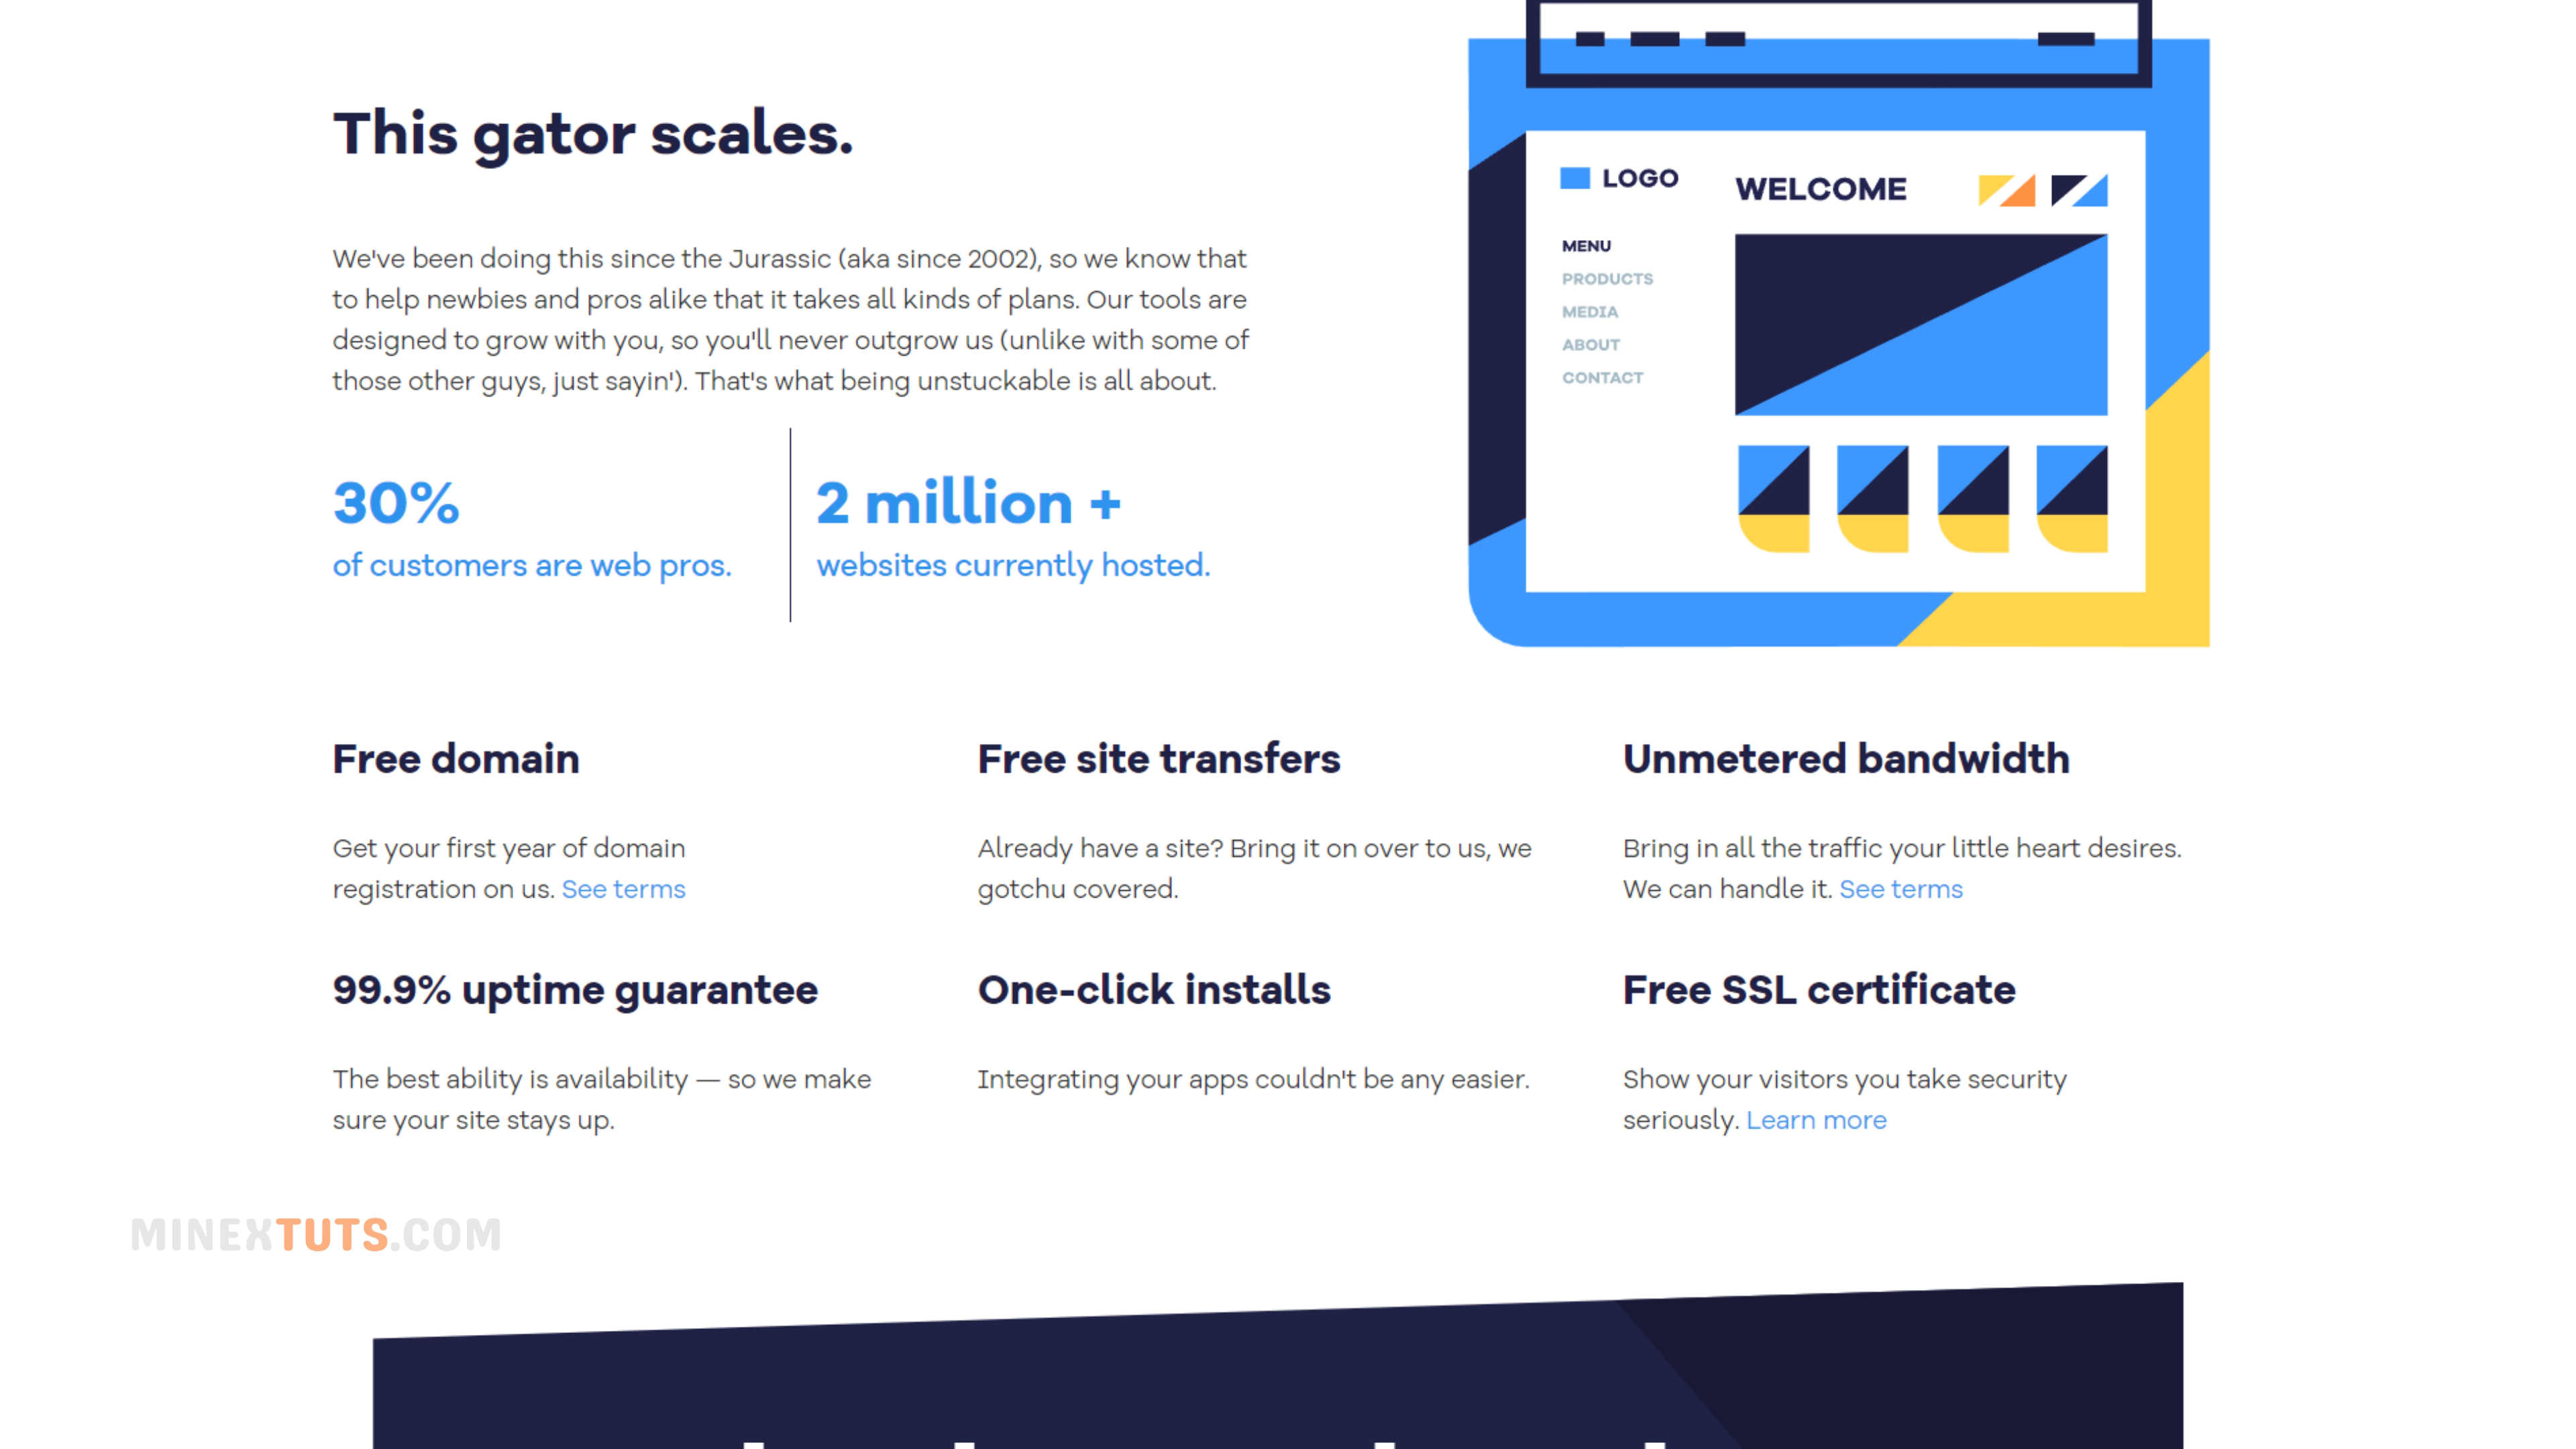 This gator scales.
We've been doing this since the Jurassic (aka since 2002), so we know that
to help newbies and pros alike that it takes all kinds of plans. Our tools are
designed to grow with you, so you'll never outgrow us (unlike with some of
those other guys, just sayin'). That's what being unstuckable is all about.
30%
of customers are web pros.
2 million +
websites currently hosted.
LOGO
WELCOME
MENU
PRODUCTS
MEDIA
ABOUT
CONTACT
Free domain
Get your first year of domain
registration on us. See terms
Free site transfers
Already have a site? Bring it on over to us, we
gotchu covered.
Unmetered bandwidth
Bring in all the traffic your little heart desires.
We can handle it. See terms
99.9% uptime guarantee
The best ability is availability — so we make
sure your site stays up.
One-click installs
Integrating your apps couldn't be any easier.
Free SSL certificate
Show your visitors you take security
seriously. Learn more
MINEXTUTS.COM